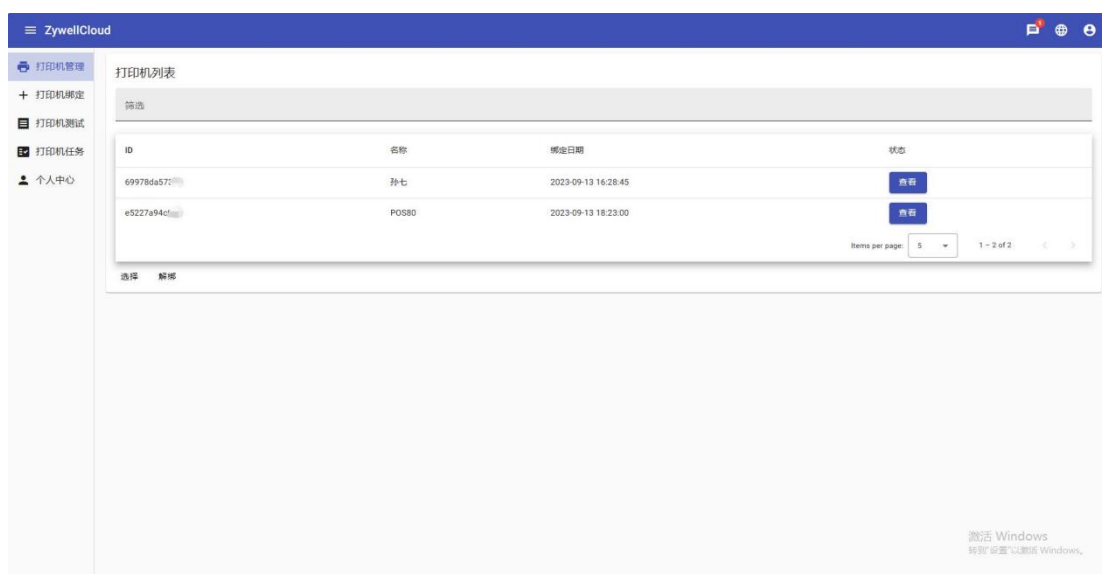 ZywellCloud
1
打印机管理
打印机绑定
打印机测试
打印机任务
个人中心
打印机列表
筛选
ID 名称 绑定日期 状态
69978da57 孙七 2023-09-13 16:28:45 查看
e5227a94c POS80 2023-09-13 18:23:00 查看
Items per page: 5 1 – 2 of 2
选择 解绑
激活 Windows
转到"设置"以激活 Windows。